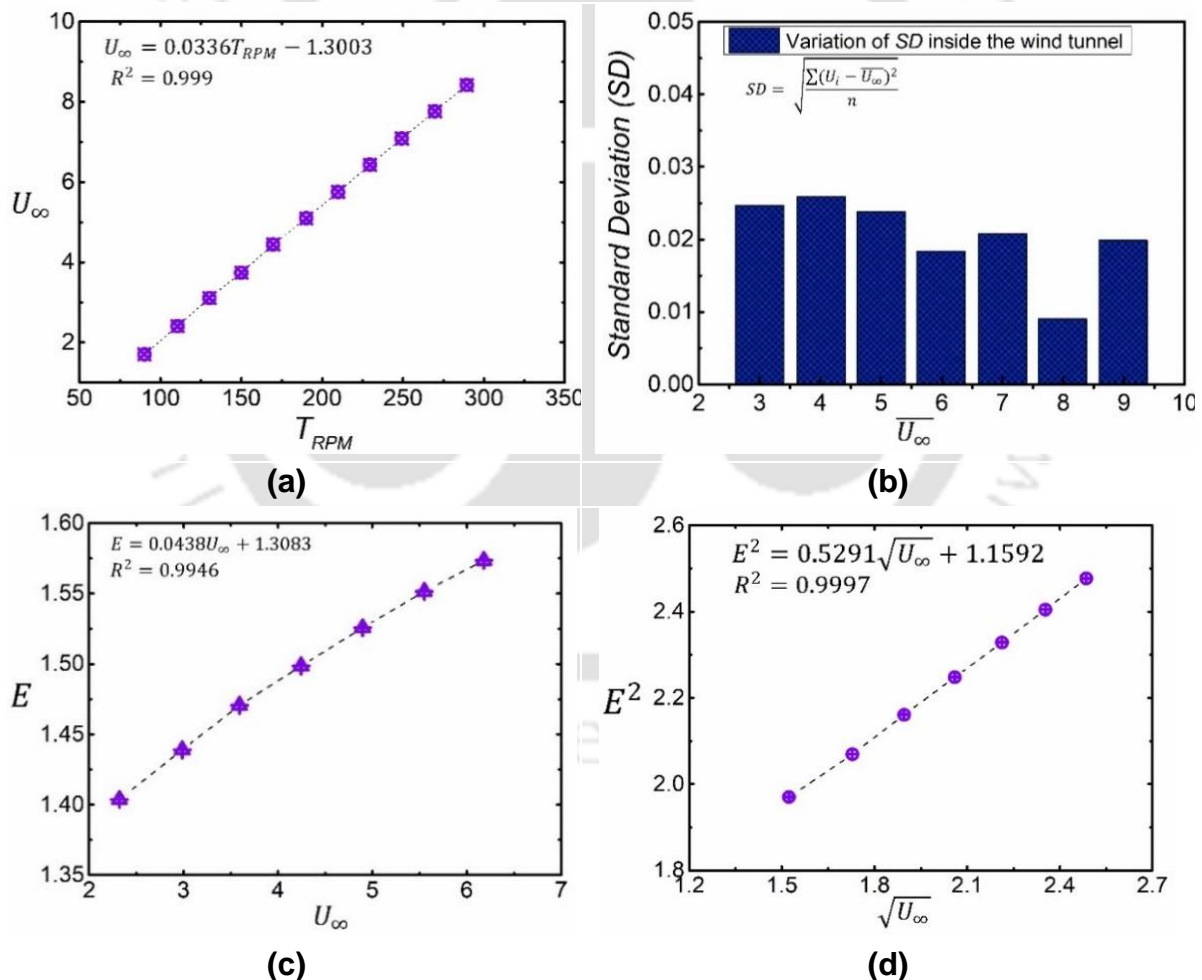 10
8
6
4
2
U∞
U∞ = 0.0336T_RPM − 1.3003
R² = 0.999
50 100 150 200 250 300 350
T_RPM
(a)
0.05
0.04
0.03
0.02
0.01
0.00
Standard Deviation (SD)
Variation of SD inside the wind tunnel
SD = √(∑(U_i − U̅∞)²/n)
2 3 4 5 6 7 8 9 10
U̅∞
(b)
1.60
1.55
1.50
1.45
1.40
1.35
E
E = 0.0438U∞ + 1.3083
R² = 0.9946
2 3 4 5 6 7
U∞
(c)
2.6
2.4
2.2
2.0
1.8
E²
E² = 0.5291√U∞ + 1.1592
R² = 0.9997
1.2 1.5 1.8 2.1 2.4 2.7
√U∞
(d)